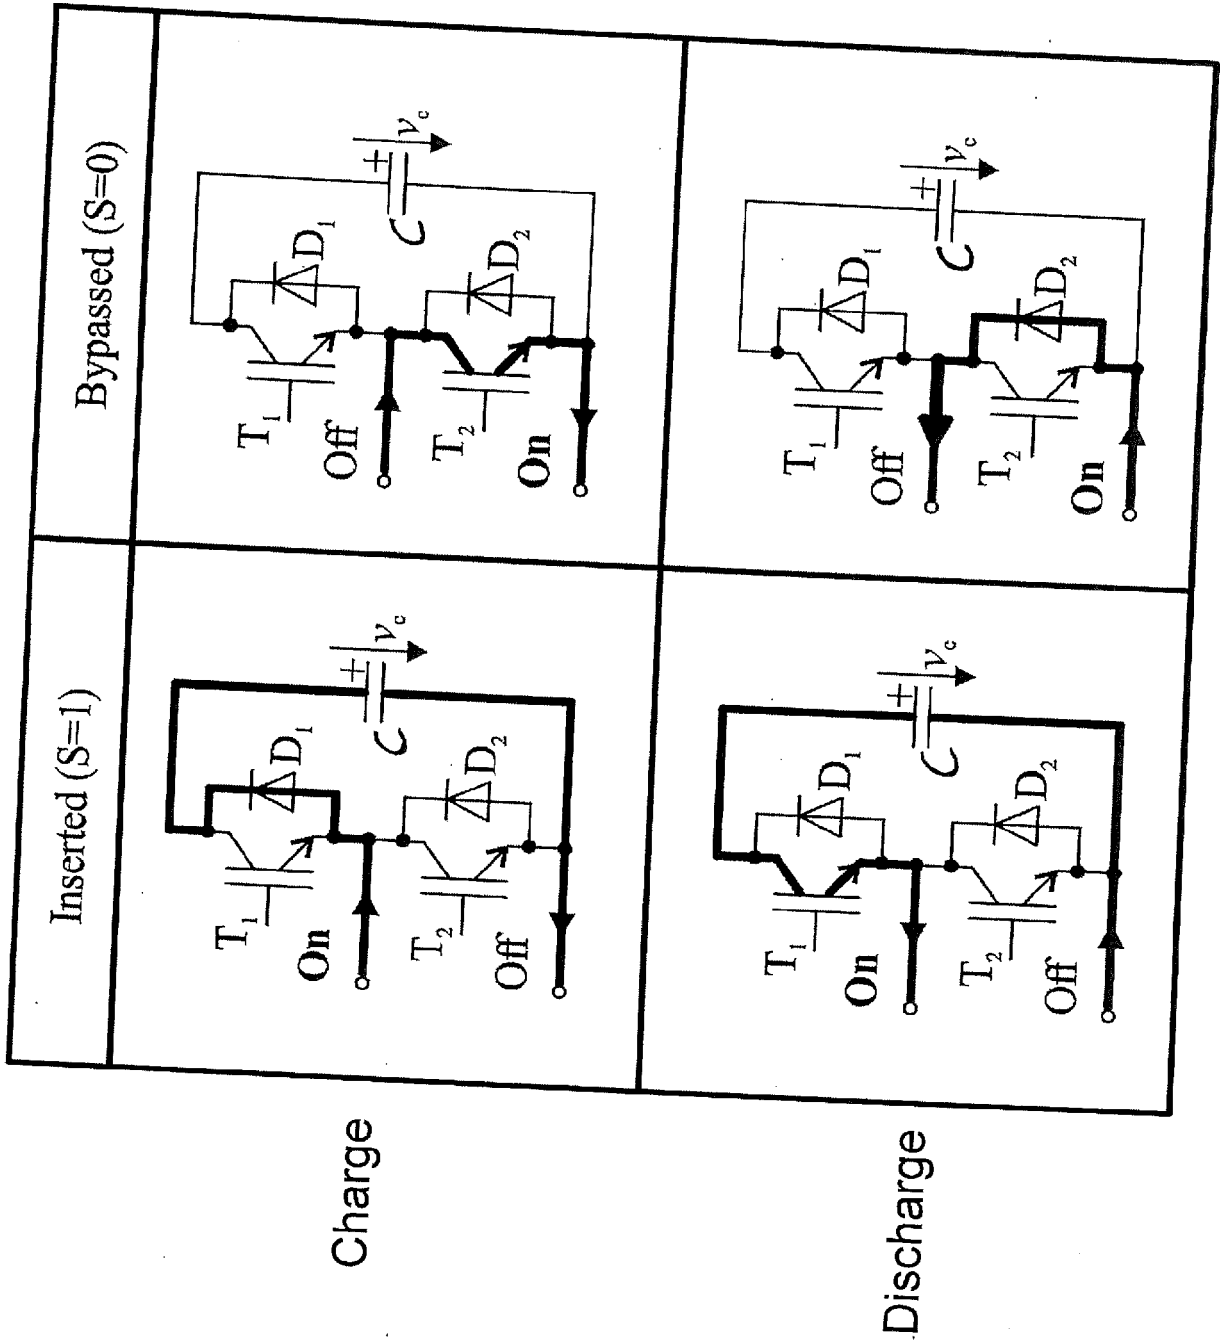 Inserted (S=1)
Bypassed (S=0)
Charge
T1
On
D1
T2
Off
D2
C
+
vc
T1
Off
D1
T2
On
D2
C
+
vc
Discharge
T1
On
D1
T2
Off
D2
C
+
vc
T1
Off
D1
T2
On
D2
C
+
vc